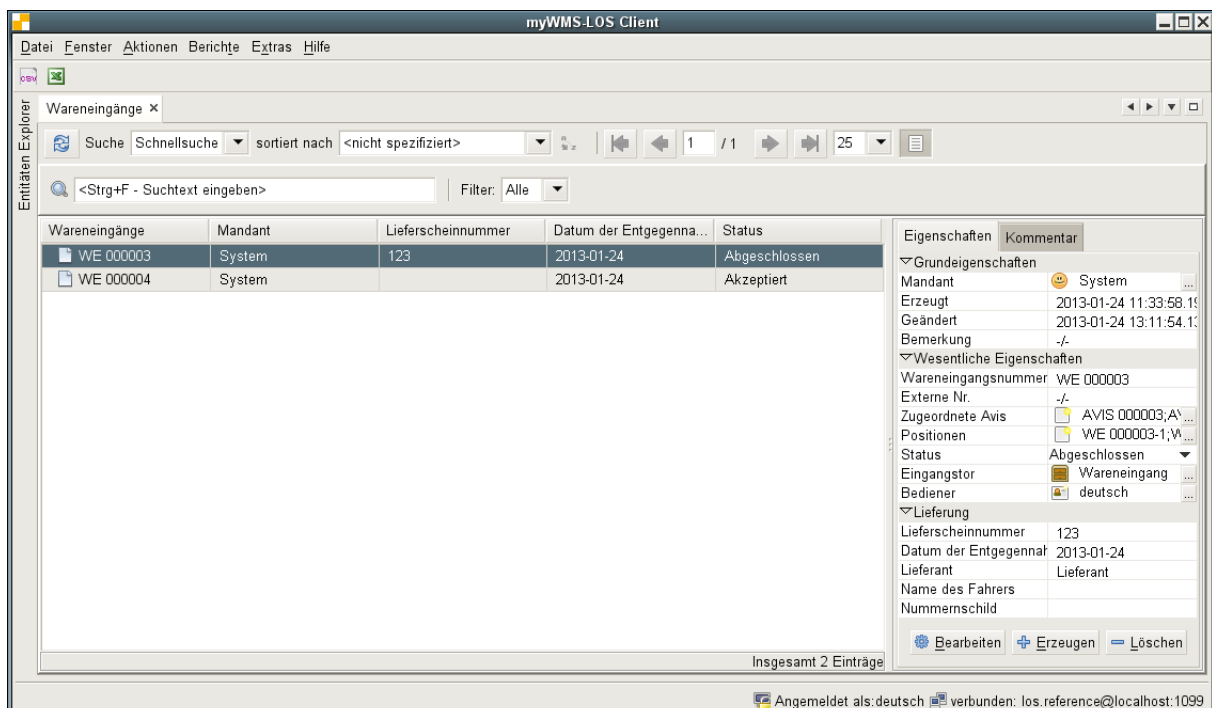 myWMS-LOS Client
Datei Fenster Aktionen Berichte Extras Hilfe
CSV
Entitäten Explorer
Wareneingänge
Suche Schnellsuche sortiert nach <nicht spezifiziert> 1 / 1 25
<Strg+F - Suchtext eingeben> Filter: Alle
Wareneingänge Mandant Lieferscheinnummer Datum der Entgegenna... Status
WE 000003 System 123 2013-01-24 Abgeschlossen
WE 000004 System 2013-01-24 Akzeptiert
Insgesamt 2 Einträge
Eigenschaften Kommentar
Grundeigenschaften
Mandant System ...
Erzeugt 2013-01-24 11:33:58.19
Geändert 2013-01-24 13:11:54.13
Bemerkung -/-
Wesentliche Eigenschaften
Wareneingangsnummer WE 000003
Externe Nr. -/-
Zugeordnete Avis AVIS 000003;AV ...
Positionen WE 000003-1;W ...
Status Abgeschlossen
Eingangstor Wareneingang ...
Bediener deutsch ...
Lieferung
Lieferscheinnummer 123
Datum der Entgegennah 2013-01-24
Lieferant Lieferant
Name des Fahrers
Nummernschild
Bearbeiten Erzeugen Löschen
Angemeldet als:deutsch verbunden: los.reference@localhost:1099